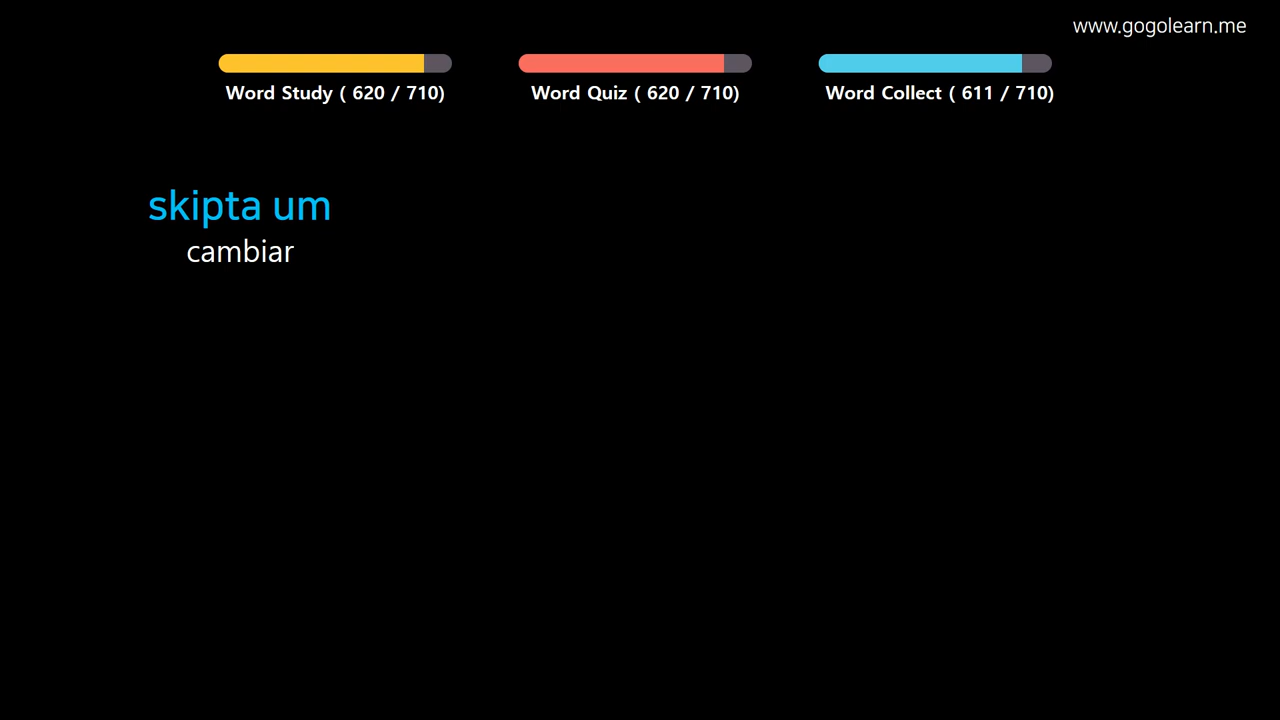 www.gogolearn.me
Word Study ( 620 / 710)
Word Quiz ( 620 / 710)
Word Collect ( 611 / 710)
skipta um
cambiar